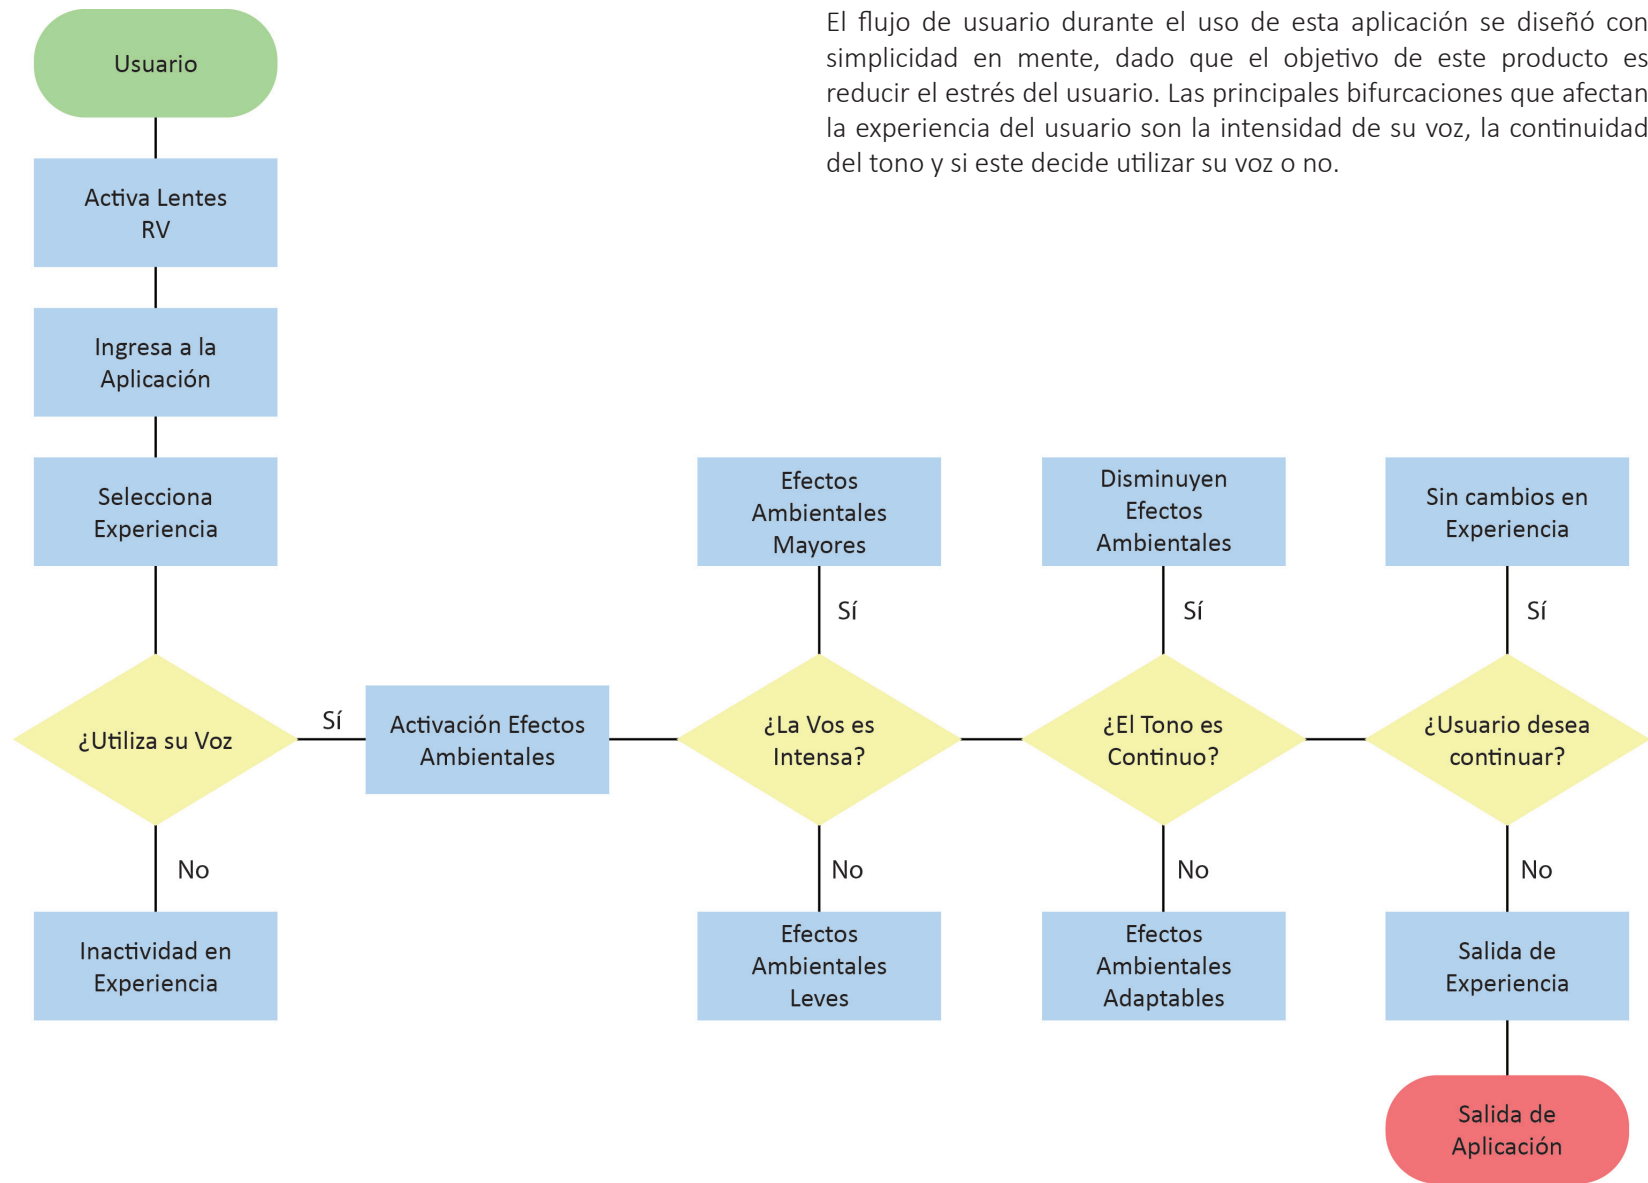 Usuario
El flujo de usuario durante el uso de esta aplicación se diseñó con
simplicidad en mente, dado que el objetivo de este producto es
reducir el estrés del usuario. Las principales bifurcaciones que afectan
la experiencia del usuario son la intensidad de su voz, la continuidad
del tono y si este decide utilizar su voz o no.
Activa Lentes
RV
Ingresa a la
Aplicación
Selecciona
Experiencia
¿Utiliza su Voz
Sí
No
Inactividad en
Experiencia
Activación Efectos
Ambientales
¿La Vos es
Intensa?
Sí
Efectos
Ambientales
Mayores
No
Efectos
Ambientales
Leves
¿El Tono es
Continuo?
Sí
Disminuyen
Efectos
Ambientales
No
Efectos
Ambientales
Adaptables
¿Usuario desea
continuar?
Sí
Sin cambios en
Experiencia
No
Salida de
Experiencia
Salida de
Aplicación